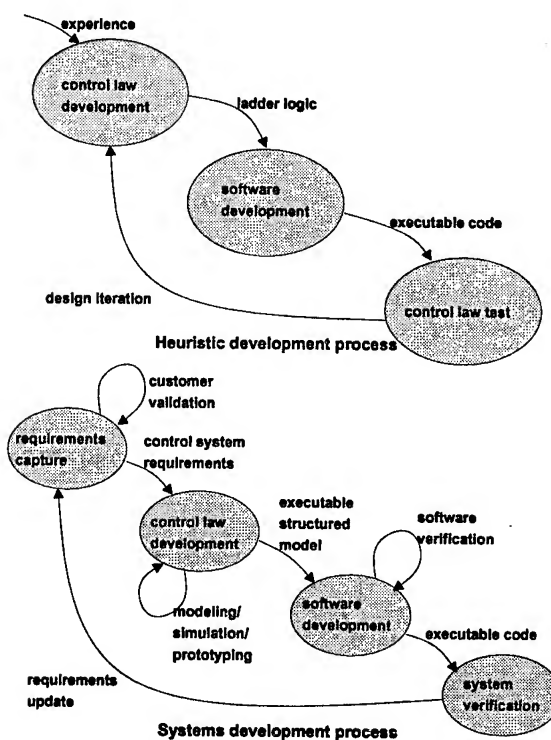 experience
control law
development
ladder logic
software
development
executable code
control law test
design iteration
Heuristic development process
customer
validation
requirements
capture
control system
requirements
control law
development
executable
structured
model
software
verification
modeling/
simulation/
prototyping
software
development
executable code
requirements
update
system
verification
Systems development process